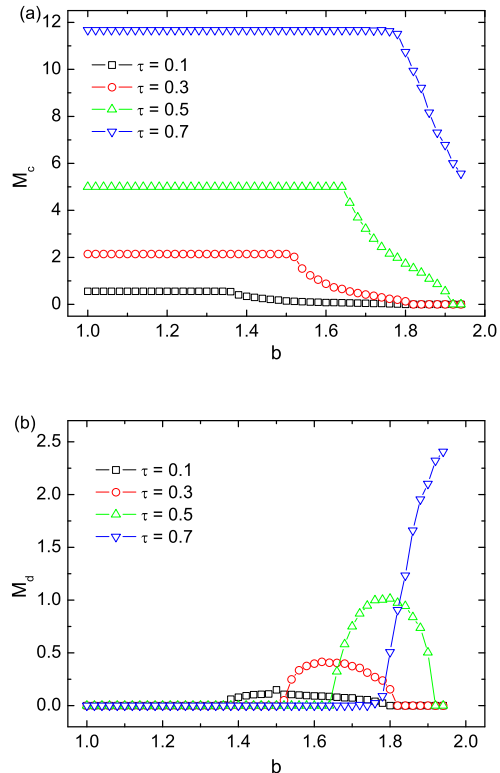 (a)
12
10
8
6
4
2
0
M_c
τ = 0.1
τ = 0.3
τ = 0.5
τ = 0.7
1.0 1.2 1.4 1.6 1.8 2.0
b
(b)
2.5
2.0
1.5
1.0
0.5
0.0
M_d
τ = 0.1
τ = 0.3
τ = 0.5
τ = 0.7
1.0 1.2 1.4 1.6 1.8 2.0
b